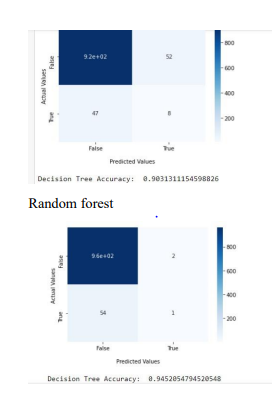 800
9.2e+02 52
False
600
Actual Values
400
47 8
True
200
False True
Predicted Values
Decision Tree Accuracy: 0.9031311154598826
Random forest
800
9.6e+02 2
False
600
Actual Values
400
54 1
True
200
False True
Predicted Values
Decision Tree Accuracy: 0.9452054794520548